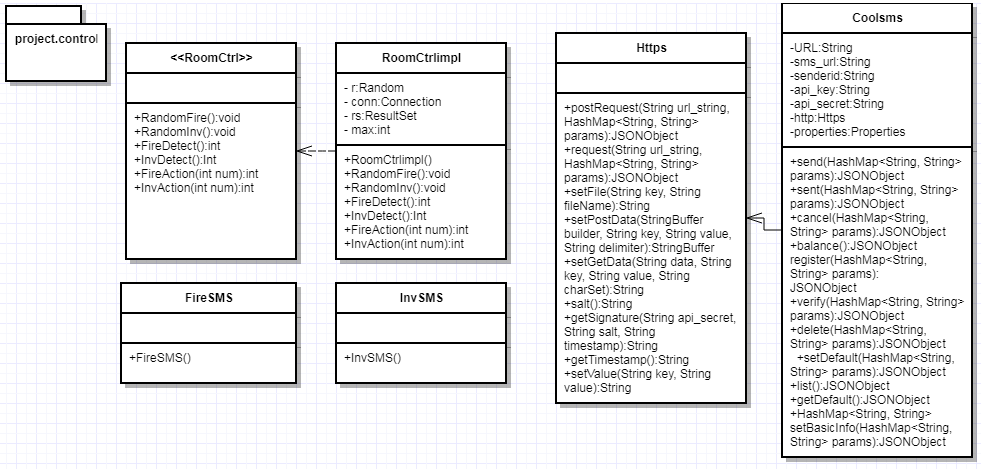 project.control
<<RoomCtrl>>
+RandomFire():void
+RandomInv():void
+FireDetect():int
+InvDetect():Int
+FireAction(int num):int
+InvAction(int num):int
RoomCtrlimpl
- r:Random
- conn:Connection
- rs:ResultSet
- max:int
+RoomCtrlimpl()
+RandomFire():void
+RandomInv():void
+FireDetect():int
+InvDetect():Int
+FireAction(int num):int
+InvAction(int num):int
FireSMS
+FireSMS()
InvSMS
+InvSMS()
Https
+postRequest(String url_string,
HashMap<String, String>
params):JSONObject
+request(String url_string,
HashMap<String, String>
params):JSONObject
+setFile(String key, String
fileName):String
+setPostData(StringBuffer
builder, String key, String value,
String delimiter):StringBuffer
+setGetData(String data, String
key, String value, String
charSet):String
+salt():String
+getSignature(String api_secret,
String salt, String
timestamp):String
+getTimestamp():String
+setValue(String key, String
value):String
Coolsms
-URL:String
-sms_url:String
-senderid:String
-api_key:String
-api_secret:String
-http:Https
-properties:Properties
+send(HashMap<String, String>
params):JSONObject
+sent(HashMap<String, String>
params):JSONObject
+cancel(HashMap<String,
String> params):JSONObject
+balance():JSONObject
register(HashMap<String,
String> params):
JSONObject
+verify(HashMap<String, String>
params):JSONObject
+delete(HashMap<String,
String> params):JSONObject
+setDefault(HashMap<String,
String> params):JSONObject
+list():JSONObject
+getDefault():JSONObject
+HashMap<String, String>
setBasicInfo(HashMap<String,
String> params):JSONObject